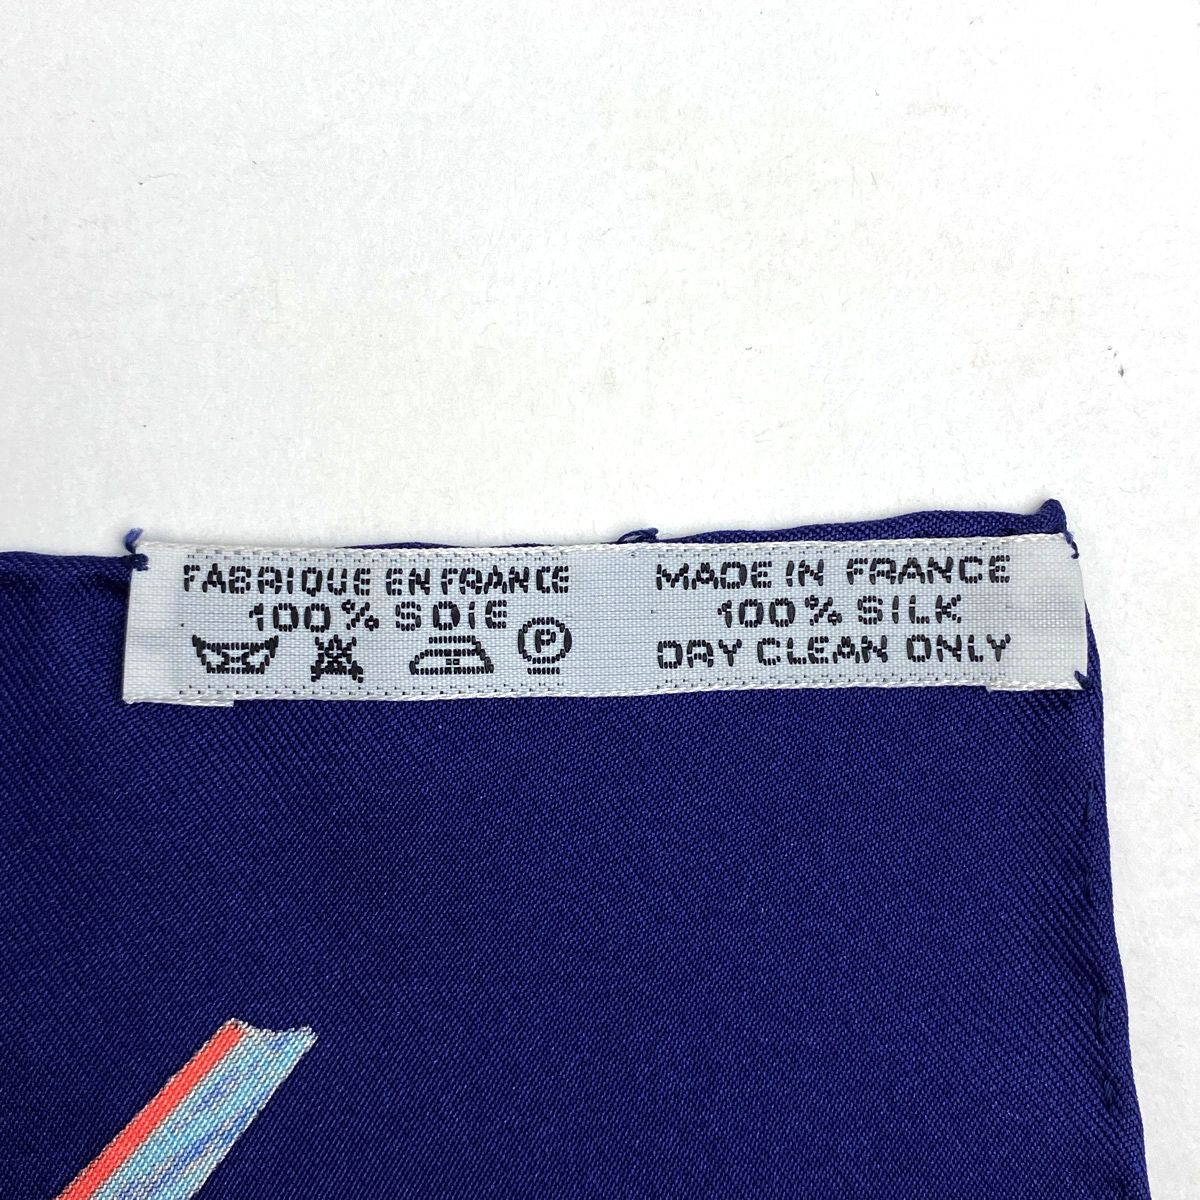 FABRIQUE EN FRANCE
100% SOIE
P
MADE IN FRANCE
100% SILK
DRY CLEAN ONLY